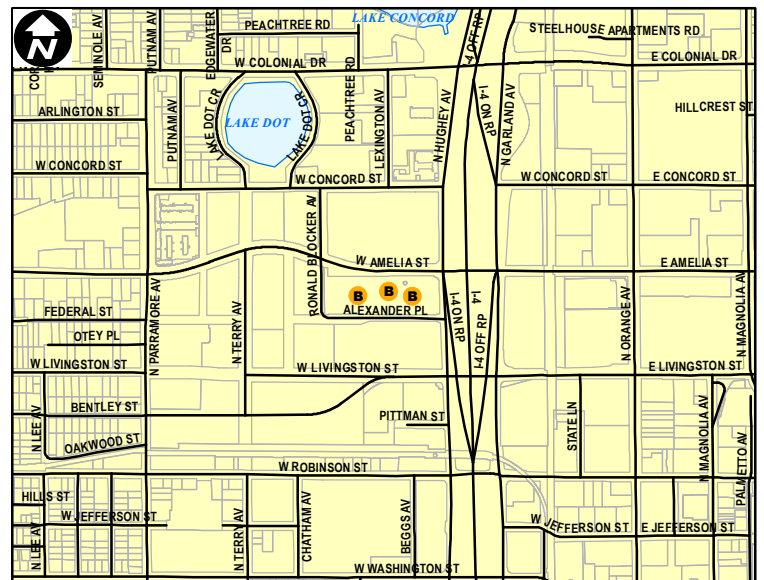 N
LAKE CONCORD
PEACHTREE RD
STEELHOUSE APARTMENTS RD
SEMINOLE AV
PUTNAM AV
EDGEWATER DR
I-4 OFF RP
W COLONIAL DR
E COLONIAL DR
PEACHTREE RD
ARLINGTON ST
PUTNAM AV
LAKE DOT CR
LAKE DOT
LAKE DOT CR
LEXINGTON AV
N HUGHEY AV
I-4 ON RP
N GARLAND AV
HILLCREST ST
W CONCORD ST
W CONCORD ST
W CONCORD ST
E CONCORD ST
RONALD BLOCKER AV
W AMELIA ST
E AMELIA ST
N PARRAMORE AV
N TERRY AV
B
B
B
ALEXANDER PL
I-4 ON RP
I-4
I-4 OFF RP
N ORANGE AV
N MAGNOLIA AV
FEDERAL ST
OTEY PL
W LIVINGSTON ST
W LIVINGSTON ST
E LIVINGSTON ST
BENTLEY ST
PITTMAN ST
N LEE AV
OAKWOOD ST
STATE LN
N MAGNOLIA AV
PALMETTO AV
W ROBINSON ST
HILLS ST
W JEFFERSON ST
N LEE AV
N TERRY AV
CHATHAM AV
BEGGS AV
W JEFFERSON ST
E JEFFERSON ST
W WASHINGTON ST